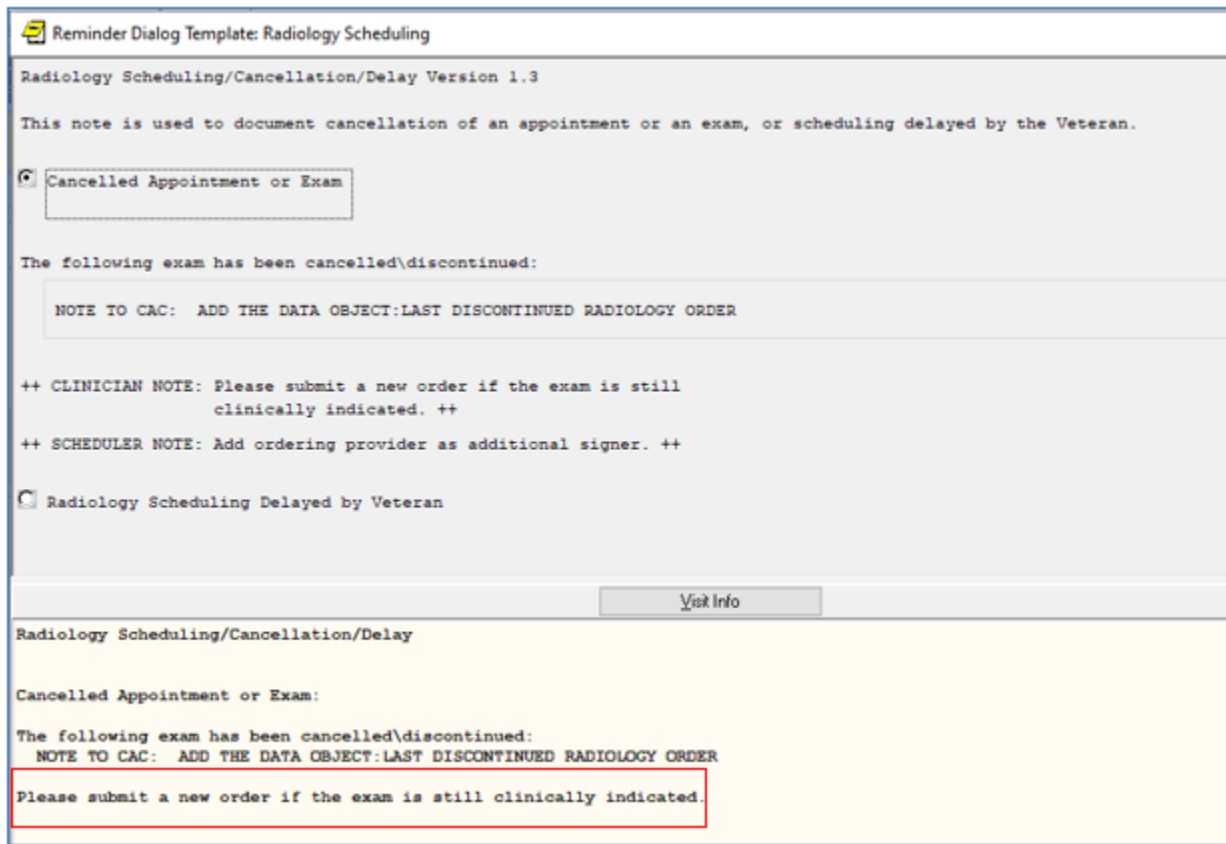 Reminder Dialog Template: Radiology Scheduling
Radiology Scheduling/Cancellation/Delay Version 1.3
This note is used to document cancellation of an appointment or an exam, or scheduling delayed by the Veteran.
Cancelled Appointment or Exam
The following exam has been cancelled\discontinued:
NOTE TO CAC:  ADD THE DATA OBJECT:LAST DISCONTINUED RADIOLOGY ORDER
++ CLINICIAN NOTE: Please submit a new order if the exam is still
clinically indicated. ++
++ SCHEDULER NOTE: Add ordering provider as additional signer. ++
Radiology Scheduling Delayed by Veteran
Visit Info
Radiology Scheduling/Cancellation/Delay
Cancelled Appointment or Exam:
The following exam has been cancelled\discontinued:
NOTE TO CAC:  ADD THE DATA OBJECT:LAST DISCONTINUED RADIOLOGY ORDER
Please submit a new order if the exam is still clinically indicated.